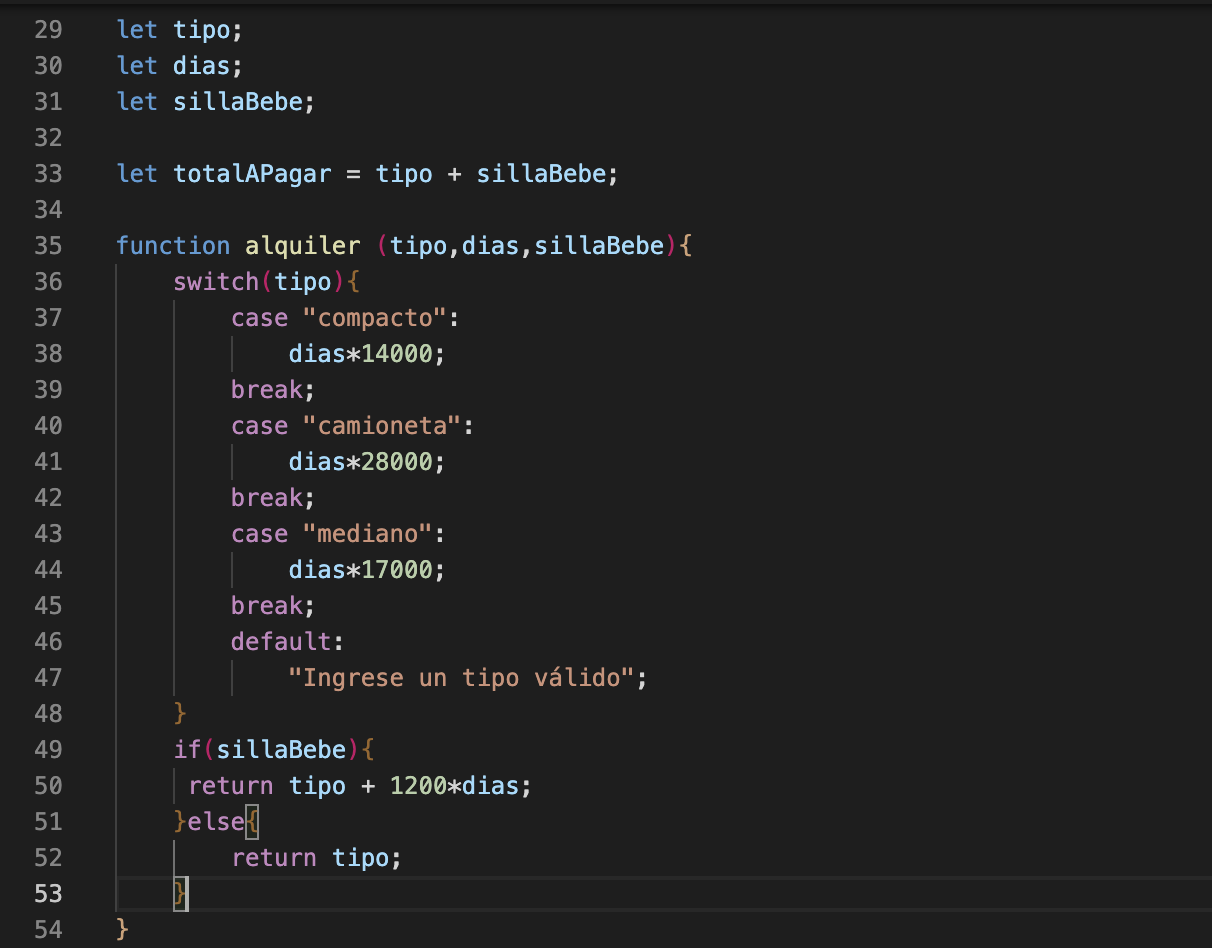 29 let tipo;
30 let dias;
31 let sillaBebe;
32
33 let totalAPagar = tipo + sillaBebe;
34
35 function alquiler (tipo,dias,sillaBebe){
36     switch(tipo){
37         case "compacto":
38             dias*14000;
39         break;
40         case "camioneta":
41             dias*28000;
42         break;
43         case "mediano":
44             dias*17000;
45         break;
46         default:
47             "Ingrese un tipo válido";
48     }
49     if(sillaBebe){
50      return tipo + 1200*dias;
51     }else{
52         return tipo;
53     }
54 }